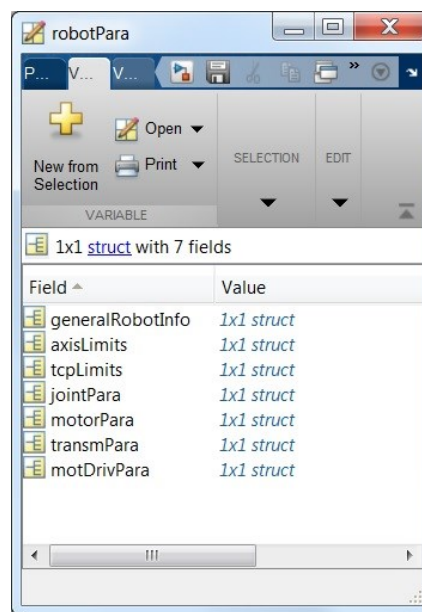 robotPara
P... V... V... »
New from
Selection
Open
Print
SELECTION
EDIT
VARIABLE
1x1 struct with 7 fields
Field Value
generalRobotInfo 1x1 struct
axisLimits 1x1 struct
tcpLimits 1x1 struct
jointPara 1x1 struct
motorPara 1x1 struct
transmPara 1x1 struct
motDrivPara 1x1 struct